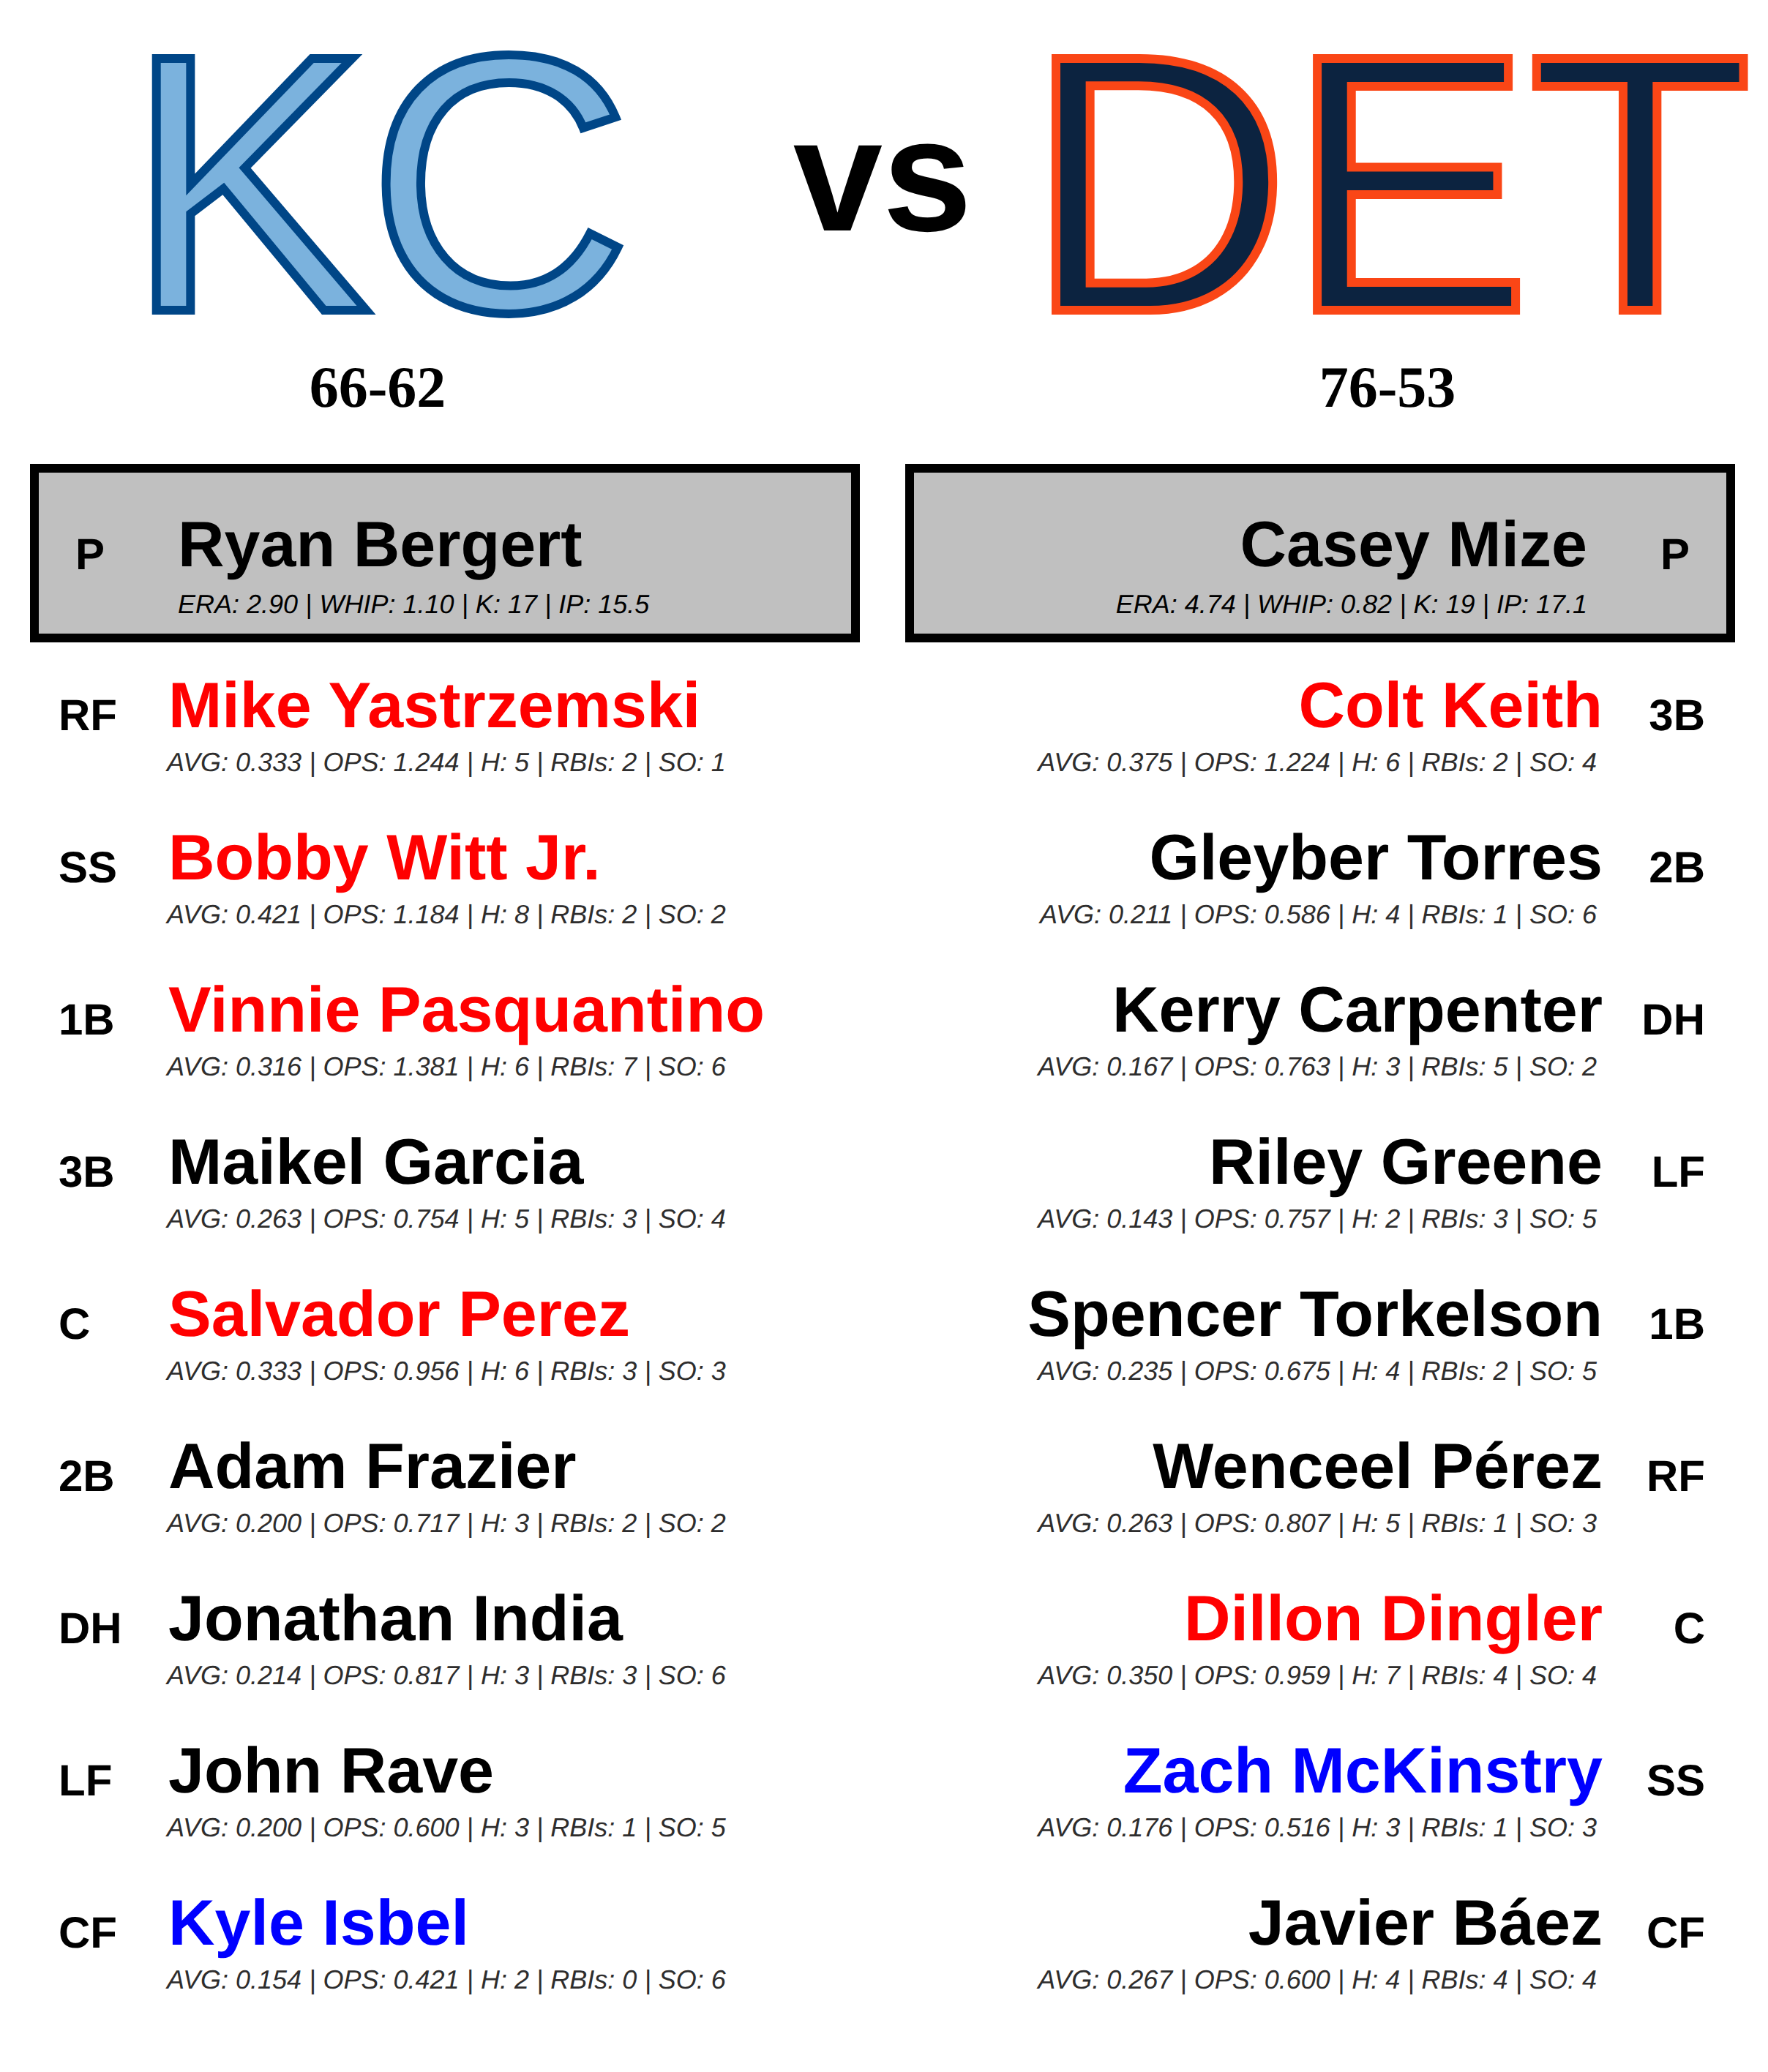 KC vs DET
66-62
76-53
P Ryan Bergert
ERA: 2.90 | WHIP: 1.10 | K: 17 | IP: 15.5
Casey Mize P
ERA: 4.74 | WHIP: 0.82 | K: 19 | IP: 17.1
RF Mike Yastrzemski
AVG: 0.333 | OPS: 1.244 | H: 5 | RBIs: 2 | SO: 1
SS Bobby Witt Jr.
AVG: 0.421 | OPS: 1.184 | H: 8 | RBIs: 2 | SO: 2
1B Vinnie Pasquantino
AVG: 0.316 | OPS: 1.381 | H: 6 | RBIs: 7 | SO: 6
3B Maikel Garcia
AVG: 0.263 | OPS: 0.754 | H: 5 | RBIs: 3 | SO: 4
C Salvador Perez
AVG: 0.333 | OPS: 0.956 | H: 6 | RBIs: 3 | SO: 3
2B Adam Frazier
AVG: 0.200 | OPS: 0.717 | H: 3 | RBIs: 2 | SO: 2
DH Jonathan India
AVG: 0.214 | OPS: 0.817 | H: 3 | RBIs: 3 | SO: 6
LF John Rave
AVG: 0.200 | OPS: 0.600 | H: 3 | RBIs: 1 | SO: 5
CF Kyle Isbel
AVG: 0.154 | OPS: 0.421 | H: 2 | RBIs: 0 | SO: 6
Colt Keith 3B
AVG: 0.375 | OPS: 1.224 | H: 6 | RBIs: 2 | SO: 4
Gleyber Torres 2B
AVG: 0.211 | OPS: 0.586 | H: 4 | RBIs: 1 | SO: 6
Kerry Carpenter DH
AVG: 0.167 | OPS: 0.763 | H: 3 | RBIs: 5 | SO: 2
Riley Greene LF
AVG: 0.143 | OPS: 0.757 | H: 2 | RBIs: 3 | SO: 5
Spencer Torkelson 1B
AVG: 0.235 | OPS: 0.675 | H: 4 | RBIs: 2 | SO: 5
Wenceel Pérez RF
AVG: 0.263 | OPS: 0.807 | H: 5 | RBIs: 1 | SO: 3
Dillon Dingler C
AVG: 0.350 | OPS: 0.959 | H: 7 | RBIs: 4 | SO: 4
Zach McKinstry SS
AVG: 0.176 | OPS: 0.516 | H: 3 | RBIs: 1 | SO: 3
Javier Báez CF
AVG: 0.267 | OPS: 0.600 | H: 4 | RBIs: 4 | SO: 4